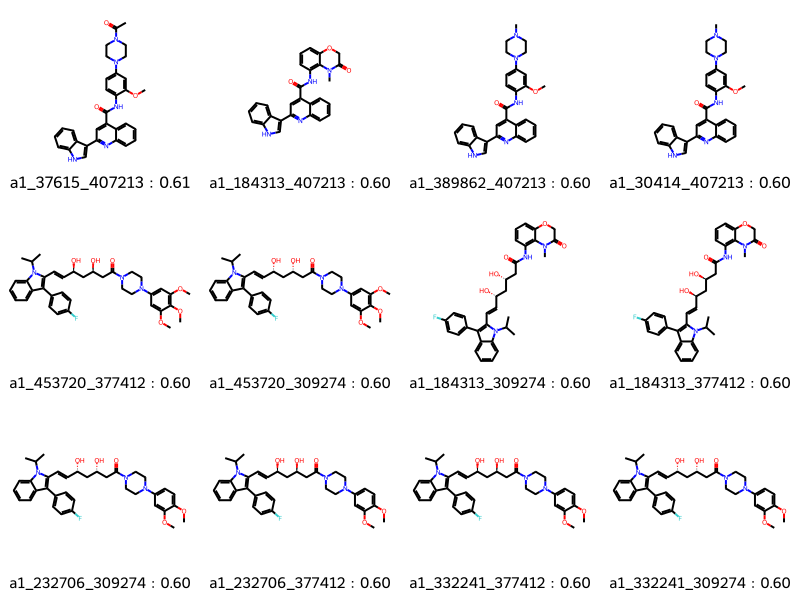 a1_37615_407213 : 0.61
a1_184313_407213 : 0.60
a1_389862_407213 : 0.60
a1_30414_407213 : 0.60
a1_453720_377412 : 0.60
a1_453720_309274 : 0.60
a1_184313_309274 : 0.60
a1_184313_377412 : 0.60
a1_232706_309274 : 0.60
a1_232706_377412 : 0.60
a1_332241_377412 : 0.60
a1_332241_309274 : 0.60